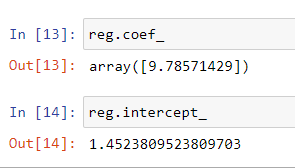 In [13]: reg.coef_
Out[13]: array([9.78571429])
In [14]: reg.intercept_
Out[14]: 1.4523809523809703